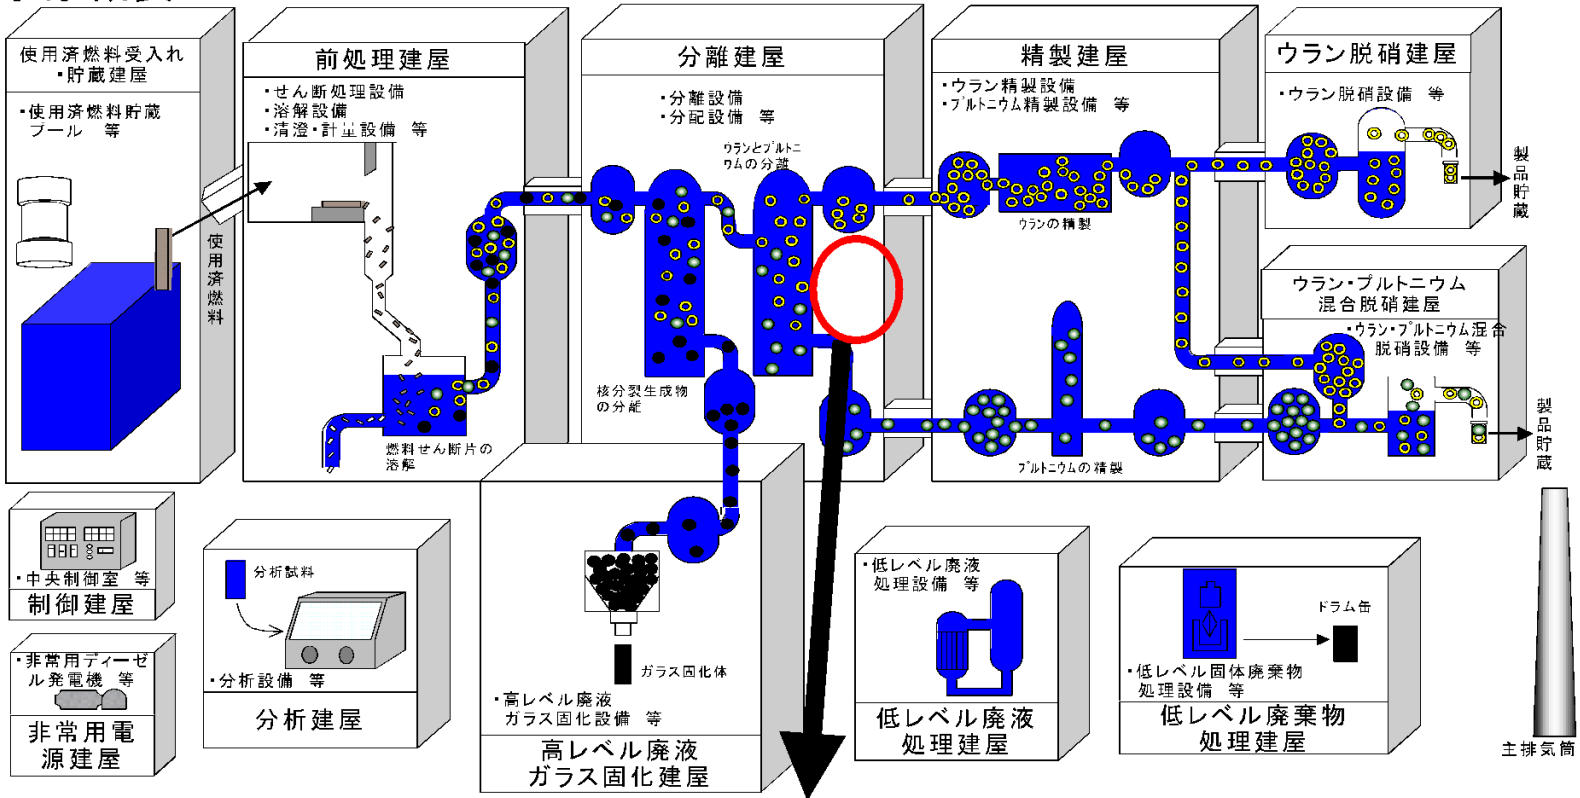 使用済燃料受入れ
・貯蔵建屋
・使用済燃料貯蔵
プール 等
使用済燃料
前処理建屋
・せん断処理設備
・溶解設備
・清澄・計量設備 等
燃料せん断片の
溶解
分離建屋
・分離設備
・分配設備 等
ウランとプルトニ
ウムの分離
核分裂生成物
の分離
精製建屋
・ウラン精製設備
・プルトニウム精製設備 等
ウランの精製
プルトニウムの精製
ウラン脱硝建屋
・ウラン脱硝設備 等
製品貯蔵
ウラン・プルトニウム
混合脱硝建屋
・ウラン・プルトニウム混合
脱硝設備 等
製品貯蔵
・中央制御室 等
制御建屋
・非常用ディーゼ
ル発電機 等
非常用電
源建屋
分析試料
・分析設備 等
分析建屋
ガラス固化体
・高レベル廃液
ガラス固化設備 等
高レベル廃液
ガラス固化建屋
・低レベル廃液
処理設備 等
低レベル廃液
処理建屋
ドラム缶
・低レベル固体廃棄物
処理設備 等
低レベル廃棄物
処理建屋
主排気筒